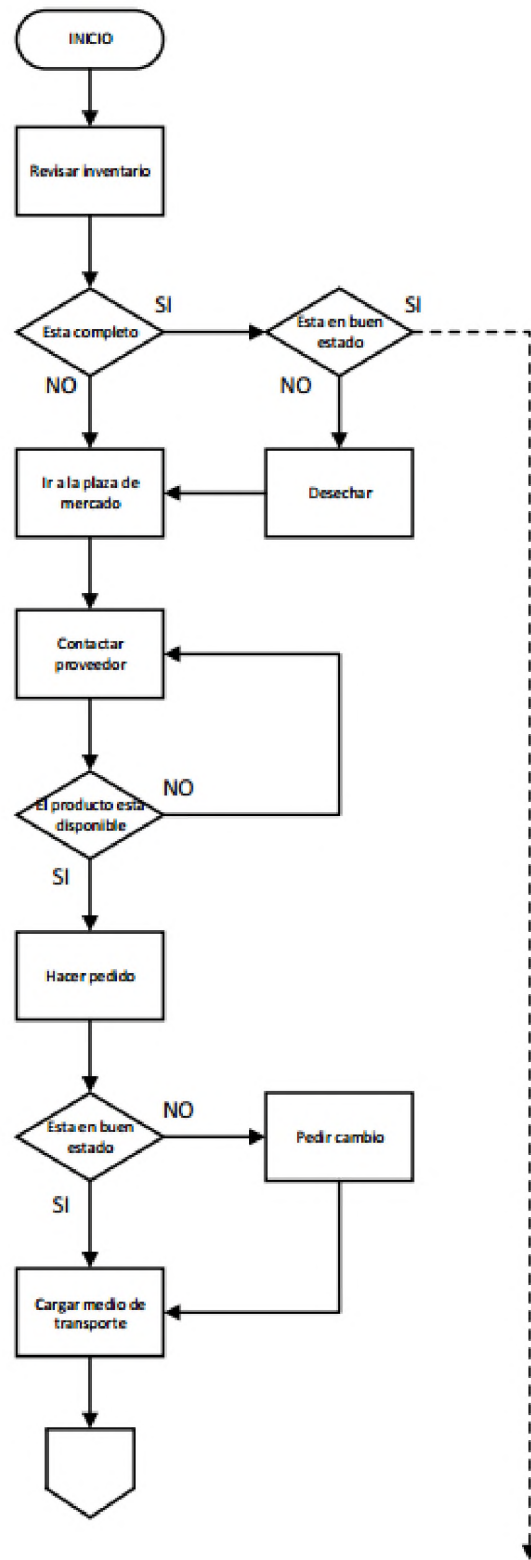 INICIO
Revisar inventario
SI
SI
Esta completo
Esta en buen
estado
NO
NO
Ir a la plaza de
mercado
Desechar
Contactar
proveedor
NO
El producto esta
disponible
SI
Hacer pedido
NO
Esta en buen
estado
Pedir cambio
SI
Cargar medio de
transporte